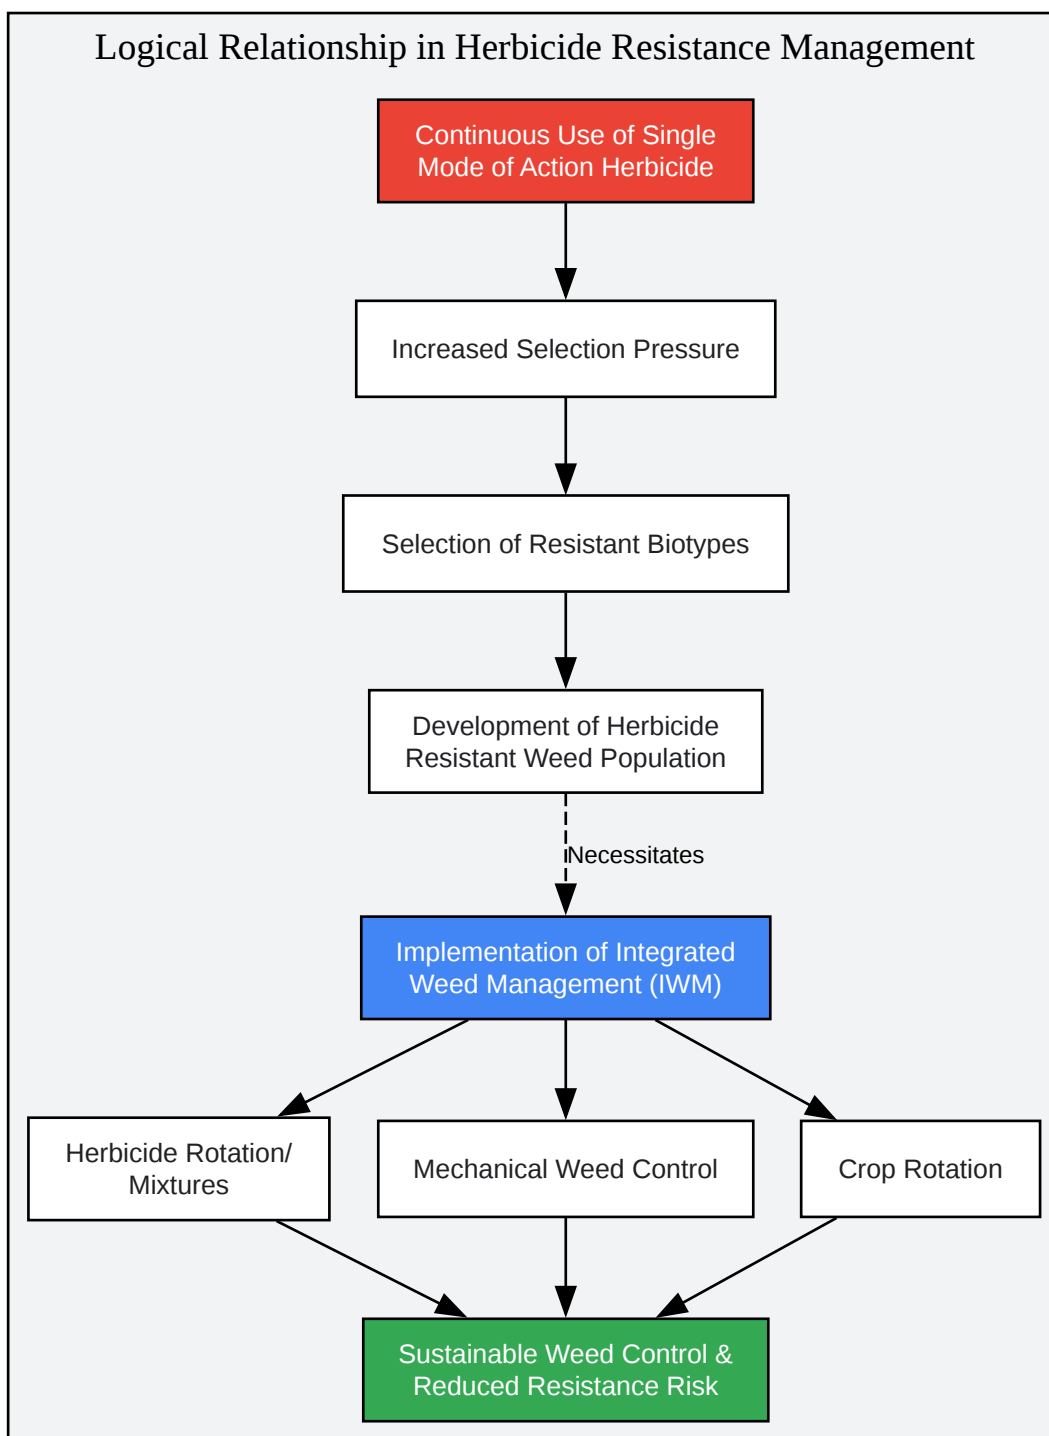 Logical Relationship in Herbicide Resistance Management
Continuous Use of Single
Mode of Action Herbicide
Increased Selection Pressure
Selection of Resistant Biotypes
Development of Herbicide
Resistant Weed Population
Necessitates
Implementation of Integrated
Weed Management (IWM)
Herbicide Rotation/
Mixtures
Mechanical Weed Control
Crop Rotation
Sustainable Weed Control &
Reduced Resistance Risk